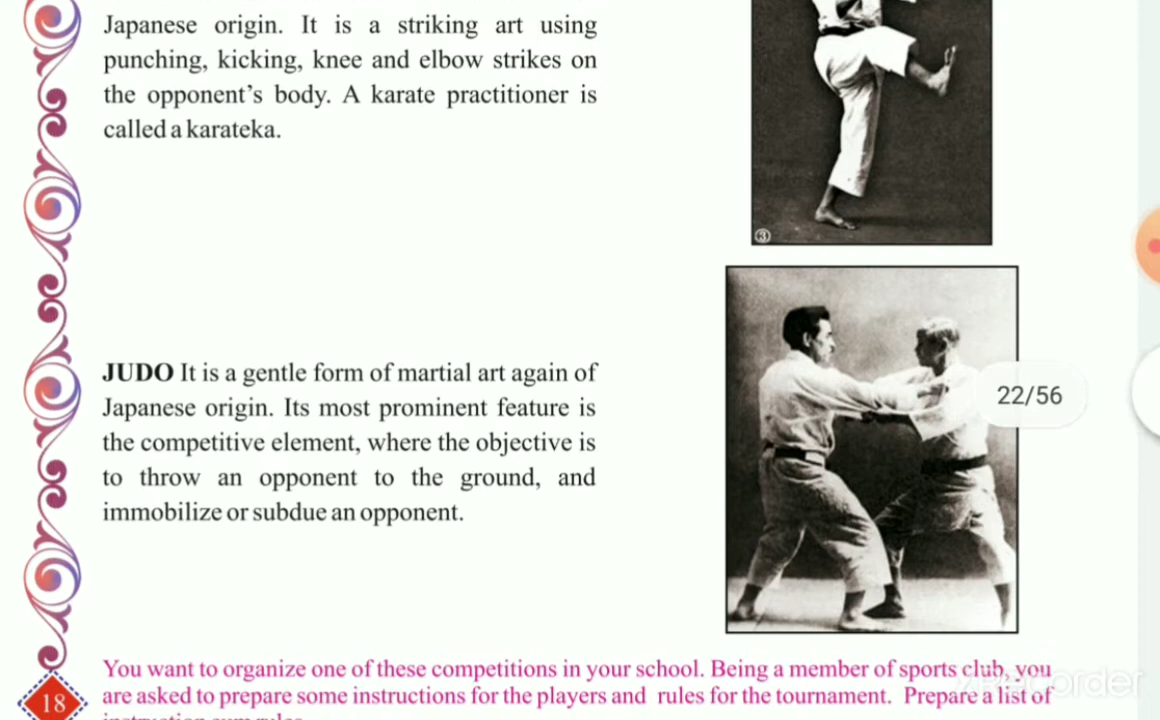 Japanese origin. It is a striking art using
punching, kicking, knee and elbow strikes on
the opponent's body. A karate practitioner is
called a karateka.
③
JUDO It is a gentle form of martial art again of
Japanese origin. Its most prominent feature is
the competitive element, where the objective is
to throw an opponent to the ground, and
immobilize or subdue an opponent.
22/56
You want to organize one of these competitions in your school. Being a member of sports club, you
are asked to prepare some instructions for the players and rules for the tournament. Prepare a list of
18